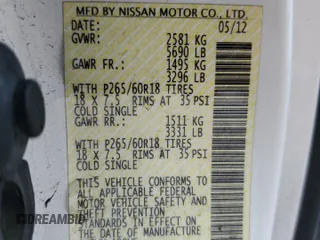 MFD BY NISSAN MOTOR CO., LTD.
DATE: 05/12
GVWR: 2581 KG
5690 LB
GAWR FR.: 1495 KG
3296 LB
WITH P265/60R18 TIRES
18 X 7.5 RIMS AT 35 PSI
COLD SINGLE
GAWR RR.: 1511 KG
3331 LB
WITH P265/60R18 TIRES
18 X 7.5 RIMS AT 35 PSI
COLD SINGLE
THIS VEHICLE CONFORMS TO
ALL APPLICABLE FEDERAL
MOTOR VEHICLE SAFETY AND
THEFT PREVENTION
STANDARDS IN EFFECT ON
THE DATE OF MANUFACTURE
DREAMBID